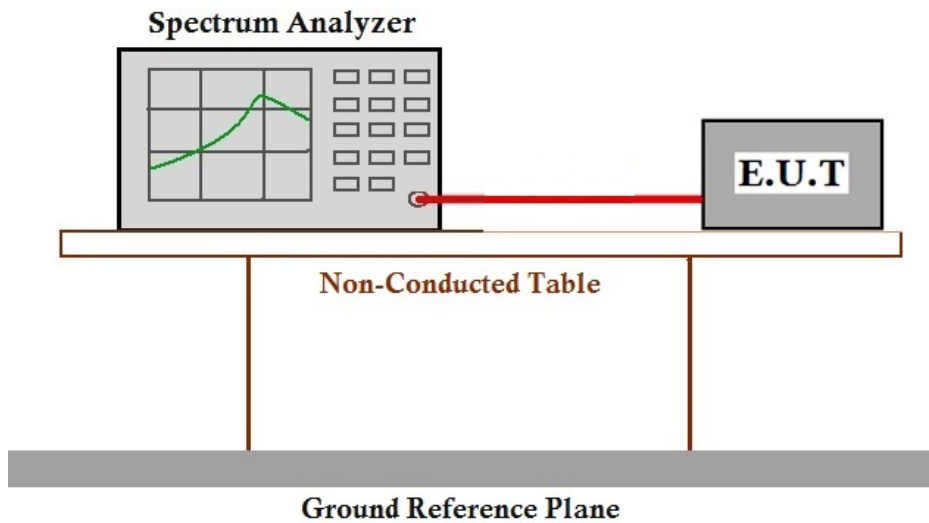 Spectrum Analyzer
E.U.T
Non-Conducted Table
Ground Reference Plane